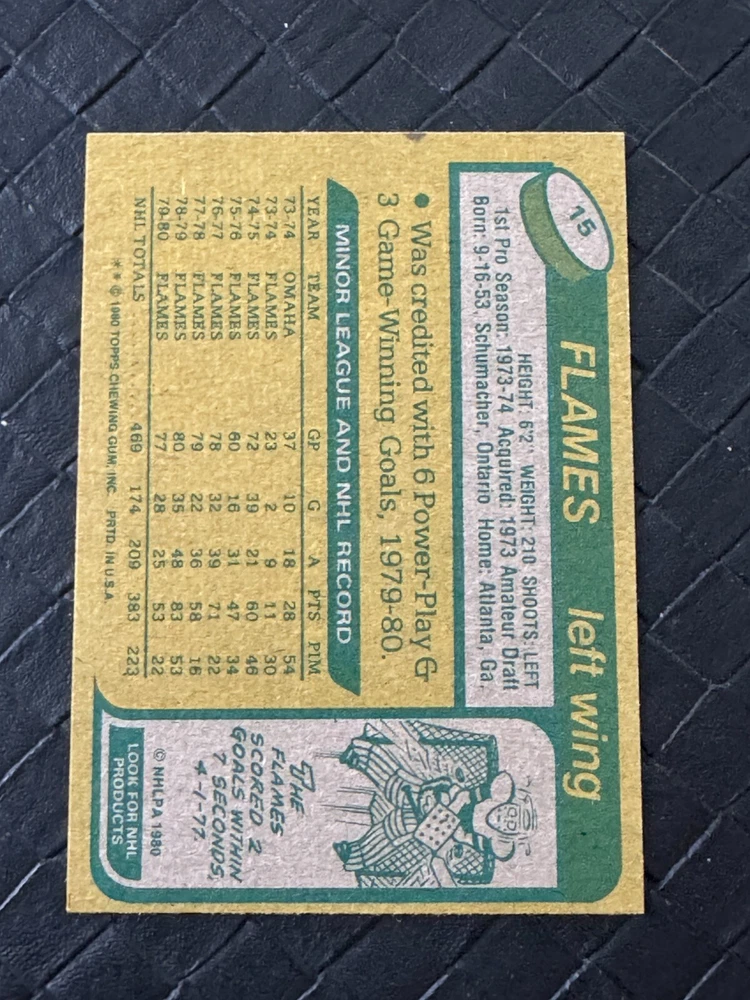 15
FLAMES left wing
HEIGHT: 6'2" WEIGHT: 210 SHOOTS: LEFT
1st Pro Season: 1973-74 Acquired: 1973 Amateur Draft
Born: 9-16-53, Schumacher, Ontario Home: Atlanta, Ga.
● Was credited with 6 Power-Play G
3 Game-Winning Goals, 1979-80.
MINOR LEAGUE AND NHL RECORD
YEAR TEAM GP G A PTS PIM
73-74 OMAHA 37 10 18 28 54
73-74 FLAMES 23 2 9 11 30
74-75 FLAMES 72 39 21 60 46
75-76 FLAMES 60 16 31 47 34
76-77 FLAMES 78 32 39 71 22
77-78 FLAMES 79 22 36 58 16
78-79 FLAMES 80 35 48 83 53
79-80 FLAMES 77 28 25 53 22
NHL TOTALS 469 174 209 383 223
** © 1980 TOPPS CHEWING GUM, INC. PRTD. IN U.S.A.
THE
FLAMES
SCORED 2
GOALS WITHIN
7 SECONDS,
4-1-77.
© NHLPA 1980
LOOK FOR NHL
PRODUCTS